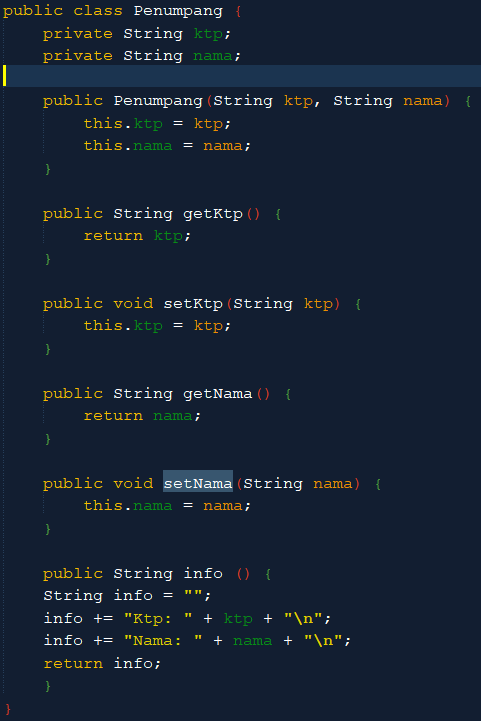 public class Penumpang {
    private String ktp;
    private String nama;

    public Penumpang(String ktp, String nama) {
        this.ktp = ktp;
        this.nama = nama;
    }

    public String getKtp() {
        return ktp;
    }

    public void setKtp(String ktp) {
        this.ktp = ktp;
    }

    public String getNama() {
        return nama;
    }

    public void setNama(String nama) {
        this.nama = nama;
    }

    public String info () {
    String info = "";
    info += "Ktp: " + ktp + "\n";
    info += "Nama: " + nama + "\n";
    return info;
    }
}